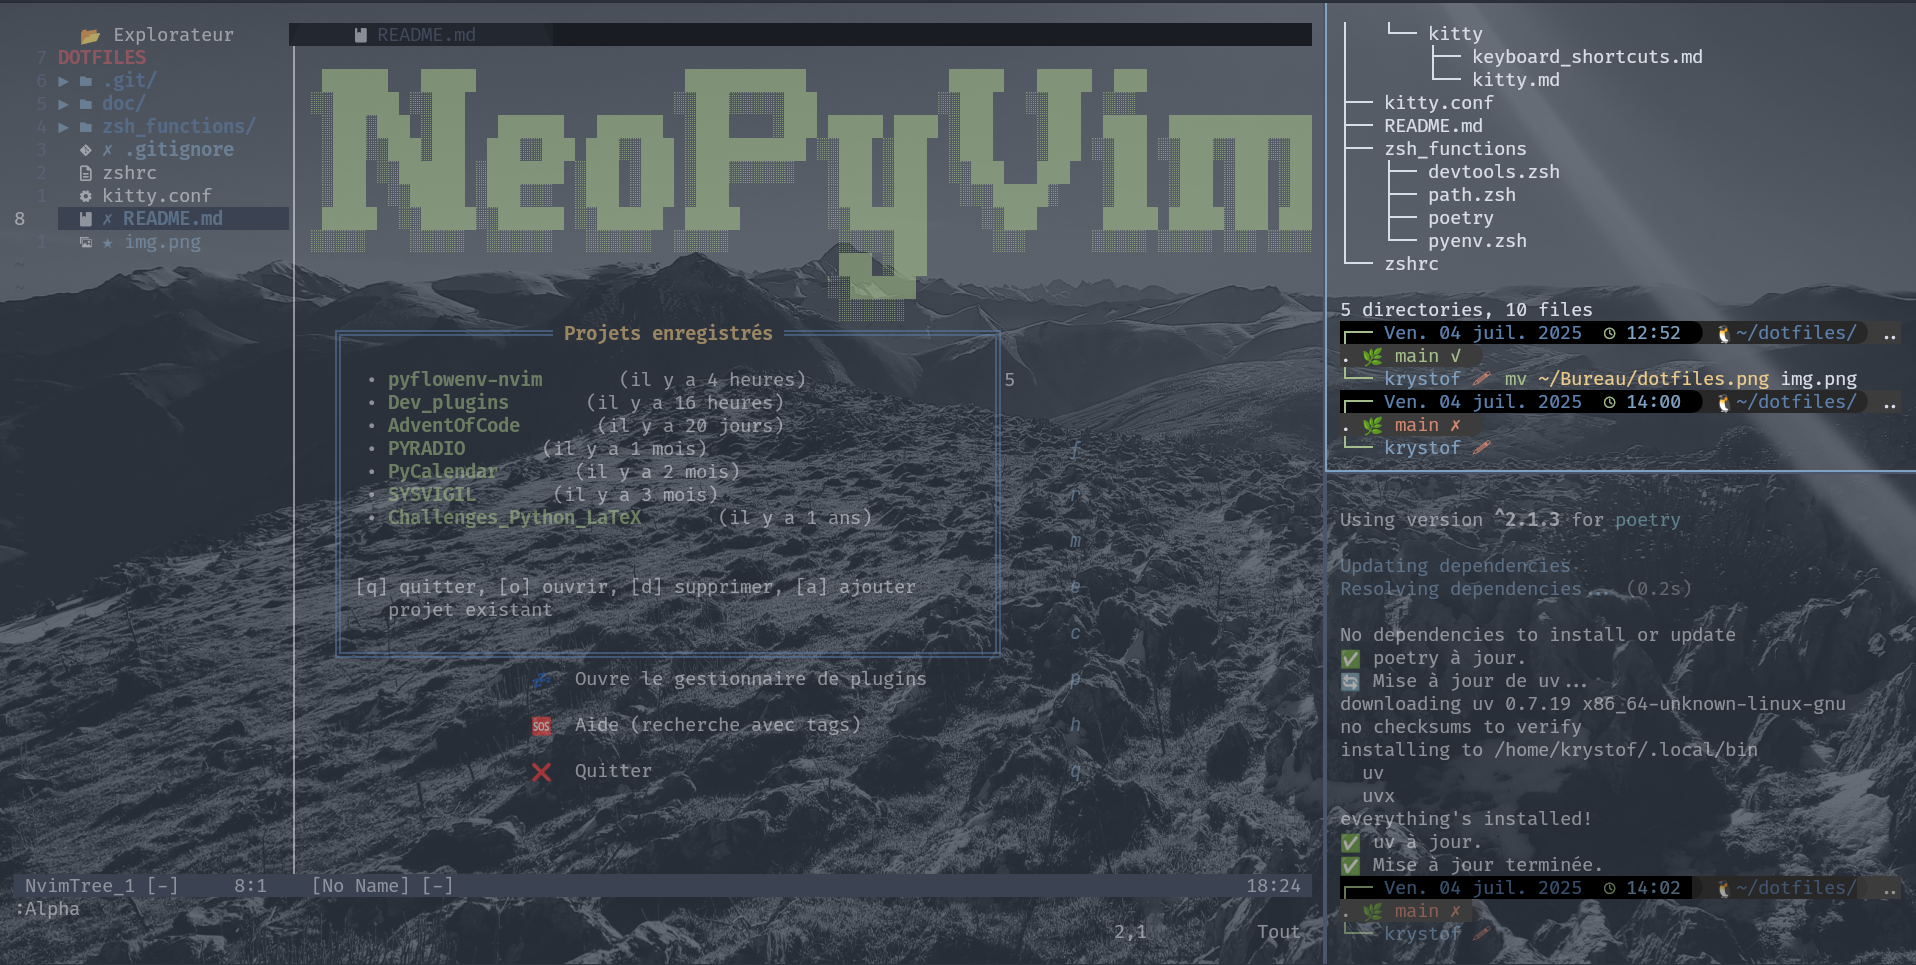 Explorateur
7 DOTFILES
6 ▶ .git/
5 ▶ doc/
4 ▶ zsh_functions/
3 ✗ .gitignore
2 zshrc
1 kitty.conf
8 ✗ README.md
1 ★ img.png
~
~
README.md
NeoPyVim
Projets enregistrés
• pyflowenv-nvim (il y a 4 heures)
• Dev_plugins (il y a 16 heures)
• AdventOfCode (il y a 20 jours)
• PYRADIO (il y a 1 mois)
• PyCalendar (il y a 2 mois)
• SYSVIGIL (il y a 3 mois)
• Challenges_Python_LaTeX (il y a 1 ans)
[q] quitter, [o] ouvrir, [d] supprimer, [a] ajouter
projet existant
5
f
r
m
e
c
Ouvre le gestionnaire de plugins p
SOS Aide (recherche avec tags) h
Quitter q
NvimTree_1 [-] 8:1 [No Name] [-] 18:24
:Alpha
2,1 Tout
└── kitty
├── keyboard_shortcuts.md
└── kitty.md
├── kitty.conf
├── README.md
├── zsh_functions
│ ├── devtools.zsh
│ ├── path.zsh
│ ├── poetry
│ └── pyenv.zsh
└── zshrc
5 directories, 10 files
┌── Ven. 04 juil. 2025 12:52 ~/dotfiles/ ..
. main √
└── krystof mv ~/Bureau/dotfiles.png img.png
┌── Ven. 04 juil. 2025 14:00 ~/dotfiles/ ..
. main ✗
└── krystof
Using version ^2.1.3 for poetry
Updating dependencies
Resolving dependencies... (0.2s)
No dependencies to install or update
✅ poetry à jour.
🔄 Mise à jour de uv...
downloading uv 0.7.19 x86_64-unknown-linux-gnu
no checksums to verify
installing to /home/krystof/.local/bin
uv
uvx
everything's installed!
✅ uv à jour.
✅ Mise à jour terminée.
┌── Ven. 04 juil. 2025 14:02 ~/dotfiles/ ..
. main ✗
└── krystof